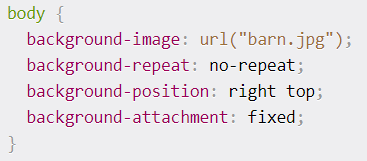 body {
  background-image: url("barn.jpg");
  background-repeat: no-repeat;
  background-position: right top;
  background-attachment: fixed;
}